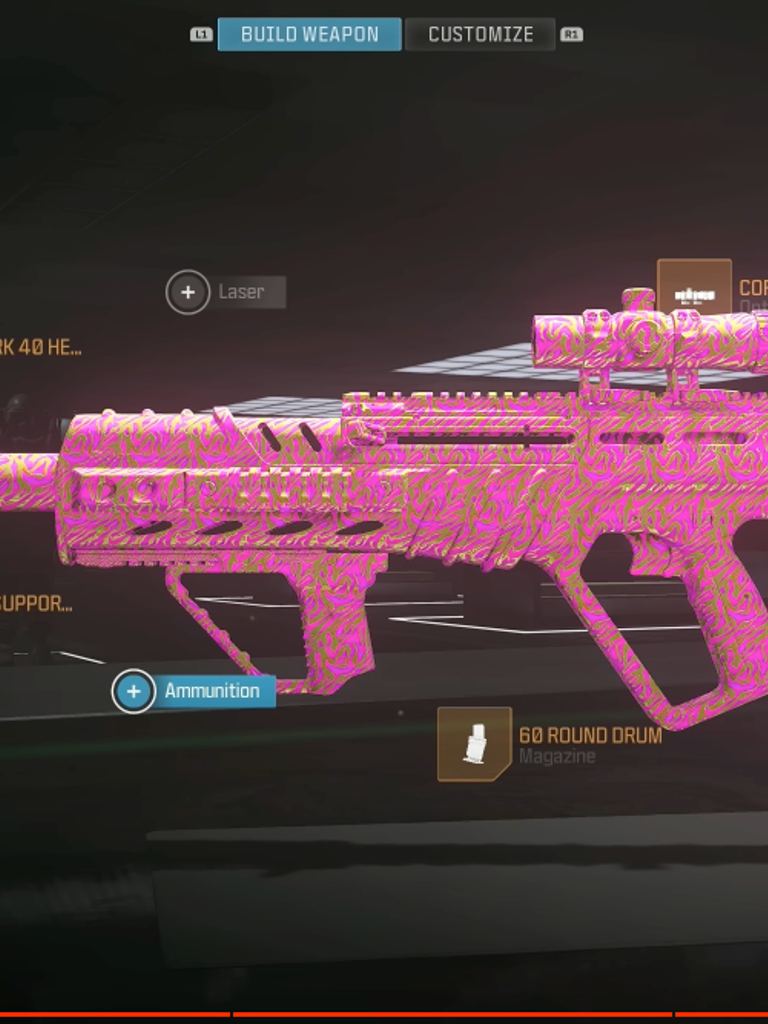 L1 BUILD WEAPON CUSTOMIZE R1
Laser
RK 40 HE...
SUPPOR...
Ammunition
60 ROUND DRUM
Magazine